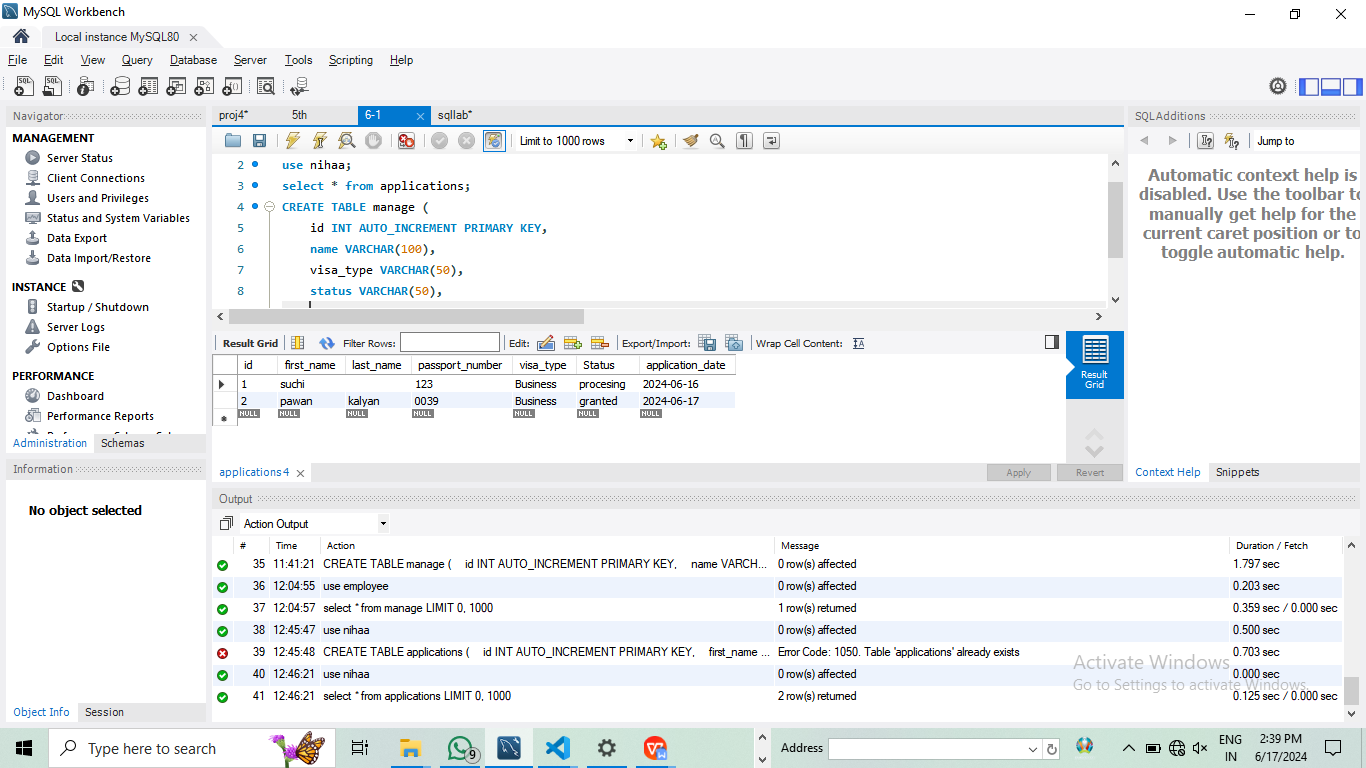 MySQL Workbench
Local instance MySQL80
File Edit View Query Database Server Tools Scripting Help
Navigator
MANAGEMENT
Server Status
Client Connections
Users and Privileges
Status and System Variables
Data Export
Data Import/Restore
INSTANCE
Startup / Shutdown
Server Logs
Options File
PERFORMANCE
Dashboard
Performance Reports
Administration Schemas
Information
No object selected
Object Info Session
proj4* 5th 6-1 sqllab*
Limit to 1000 rows
2 use nihaa;
3 select * from applications;
4 CREATE TABLE manage (
5 id INT AUTO_INCREMENT PRIMARY KEY,
6 name VARCHAR(100),
7 visa_type VARCHAR(50),
8 status VARCHAR(50),
Result Grid Filter Rows: Edit: Export/Import: Wrap Cell Content: IA
id first_name last_name passport_number visa_type Status application_date
1 suchi 123 Business procesing 2024-06-16
2 pawan kalyan 0039 Business granted 2024-06-17
NULL NULL NULL NULL NULL NULL NULL
Result
Grid
applications 4
Apply Revert
SQLAdditions
Jump to
Automatic context help is
disabled. Use the toolbar to
manually get help for the
current caret position or to
toggle automatic help.
Context Help Snippets
Output
Action Output
# Time Action Message Duration / Fetch
35 11:41:21 CREATE TABLE manage ( id INT AUTO_INCREMENT PRIMARY KEY, name VARCH... 0 row(s) affected 1.797 sec
36 12:04:55 use employee 0 row(s) affected 0.203 sec
37 12:04:57 select * from manage LIMIT 0, 1000 1 row(s) returned 0.359 sec / 0.000 sec
38 12:45:47 use nihaa 0 row(s) affected 0.500 sec
39 12:45:48 CREATE TABLE applications ( id INT AUTO_INCREMENT PRIMARY KEY, first_name ... Error Code: 1050. Table 'applications' already exists 0.703 sec
40 12:46:21 use nihaa 0 row(s) affected 0.000 sec
41 12:46:21 select * from applications LIMIT 0, 1000 2 row(s) returned 0.125 sec / 0.000 sec
Activate Windows
Go to Settings to activate Windows.
Type here to search
9
Address
ENG
IN
2:39 PM
6/17/2024